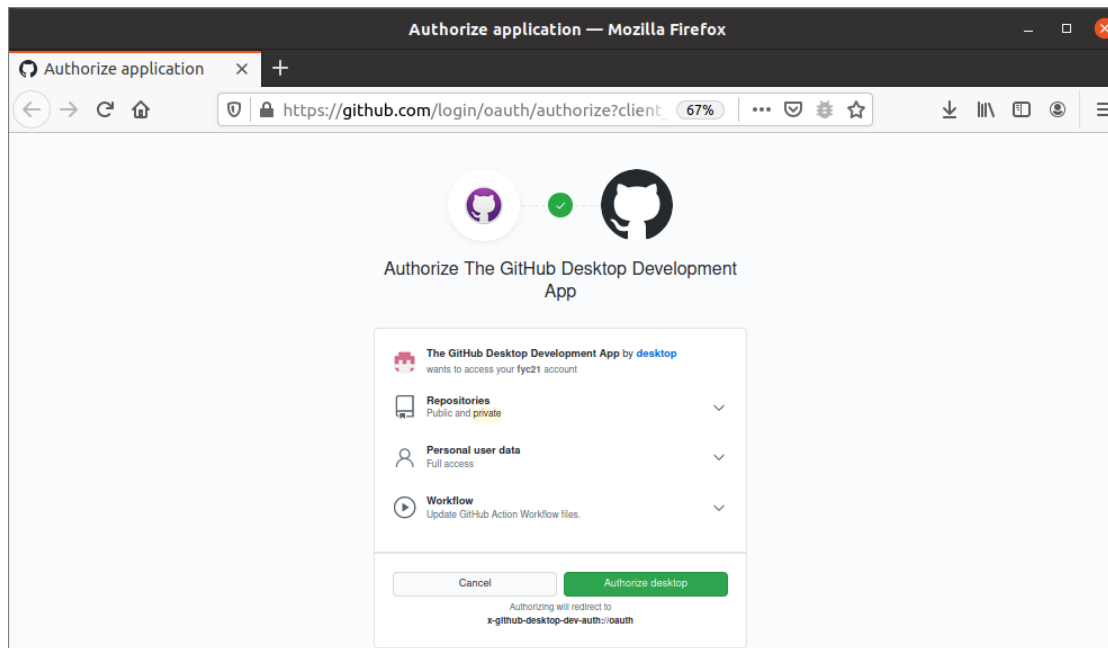 Authorize application — Mozilla Firefox
Authorize application
https://github.com/login/oauth/authorize?client_ 67%
Authorize The GitHub Desktop Development
App
The GitHub Desktop Development App by desktop
wants to access your fyc21 account
Repositories
Public and private
Personal user data
Full access
Workflow
Update GitHub Action Workflow files.
Cancel Authorize desktop
Authorizing will redirect to
x-github-desktop-dev-auth://oauth